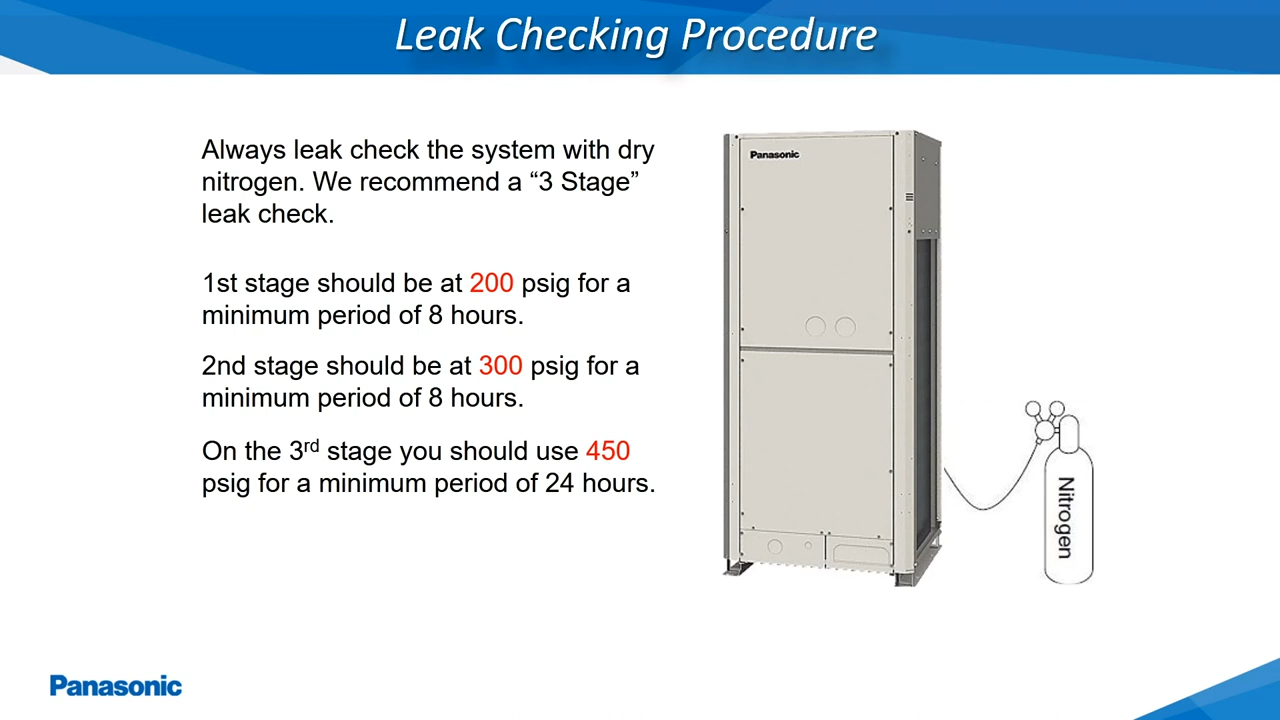 Leak Checking Procedure
Always leak check the system with dry
nitrogen. We recommend a “3 Stage”
leak check.
1st stage should be at 200 psig for a
minimum period of 8 hours.
2nd stage should be at 300 psig for a
minimum period of 8 hours.
On the 3rd stage you should use 450
psig for a minimum period of 24 hours.
Panasonic
Nitrogen
Panasonic